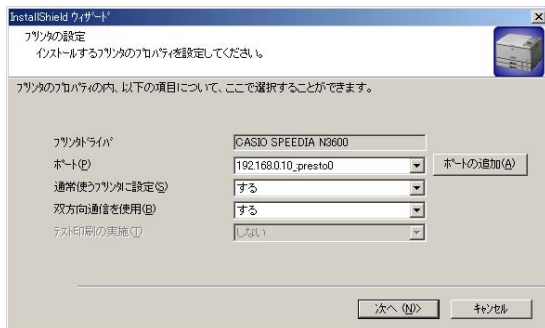 InstallShield ウィザード
プリンタの設定
インストールするプリンタのプロパティを設定してください。
プリンタのプロパティの内、以下の項目について、ここで選択することができます。
プリンタドライバ CASIO SPEEDIA N3600
ポート(P) 192.168.0.10_presto0 ポートの追加(A)
通常使うプリンタに設定(S) する
双方向通信を使用(B) する
テスト印刷の実施(T) しない
次へ (N)> キャンセル